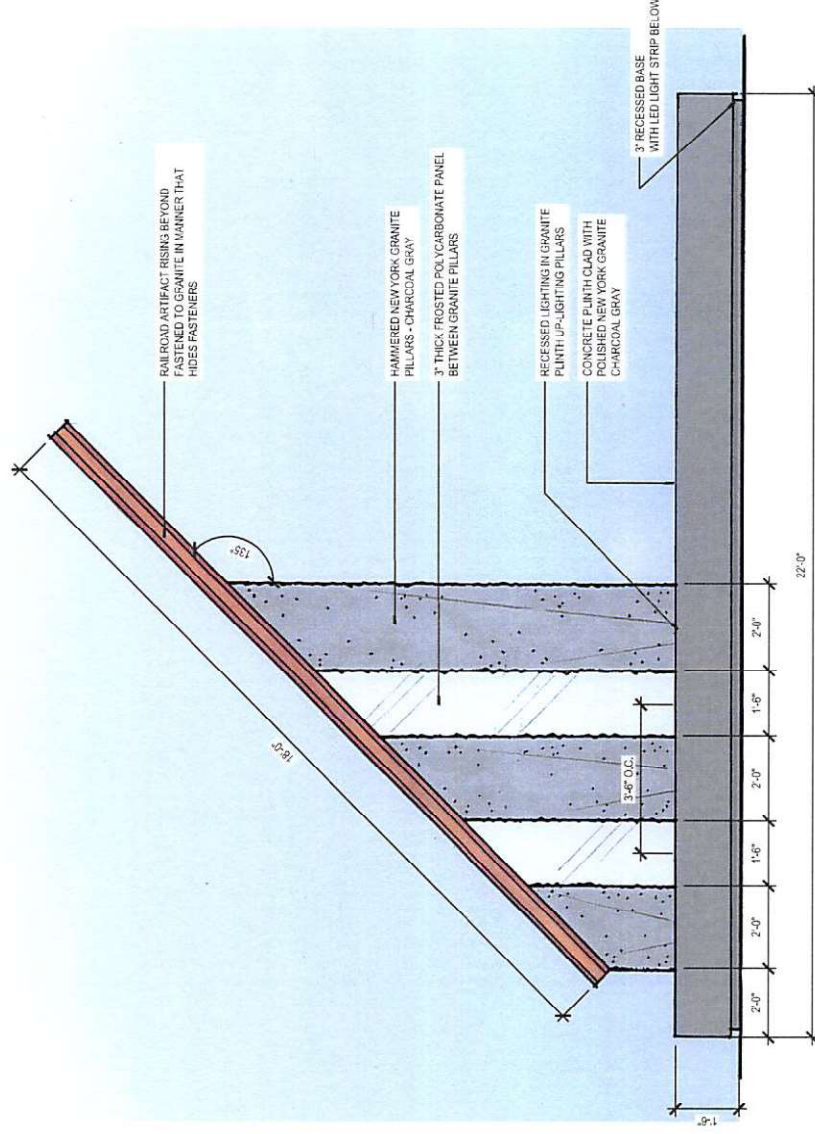 RAILROAD ARTIFACT RISING BEYOND
FASTENED TO GRANITE IN MANNER THAT
HIDES FASTENERS
135°
18'-0"
HAMMERED NEW YORK GRANITE
PILLARS - CHARCOAL GRAY
3" THICK FROSTED POLYCARBONATE PANEL
BETWEEN GRANITE PILLARS
RECESSED LIGHTING IN GRANITE
PLINTH UP-LIGHTING PILLARS
CONCRETE PLINTH CLAD WITH
POLISHED NEW YORK GRANITE
CHARCOAL GRAY
3" RECESSED BASE
WITH LED LIGHT STRIP BELOW
3'-6" O.C.
2'-0"
2'-0"
1'-6"
2'-0"
1'-6"
2'-0"
22'-0"
1'-6"